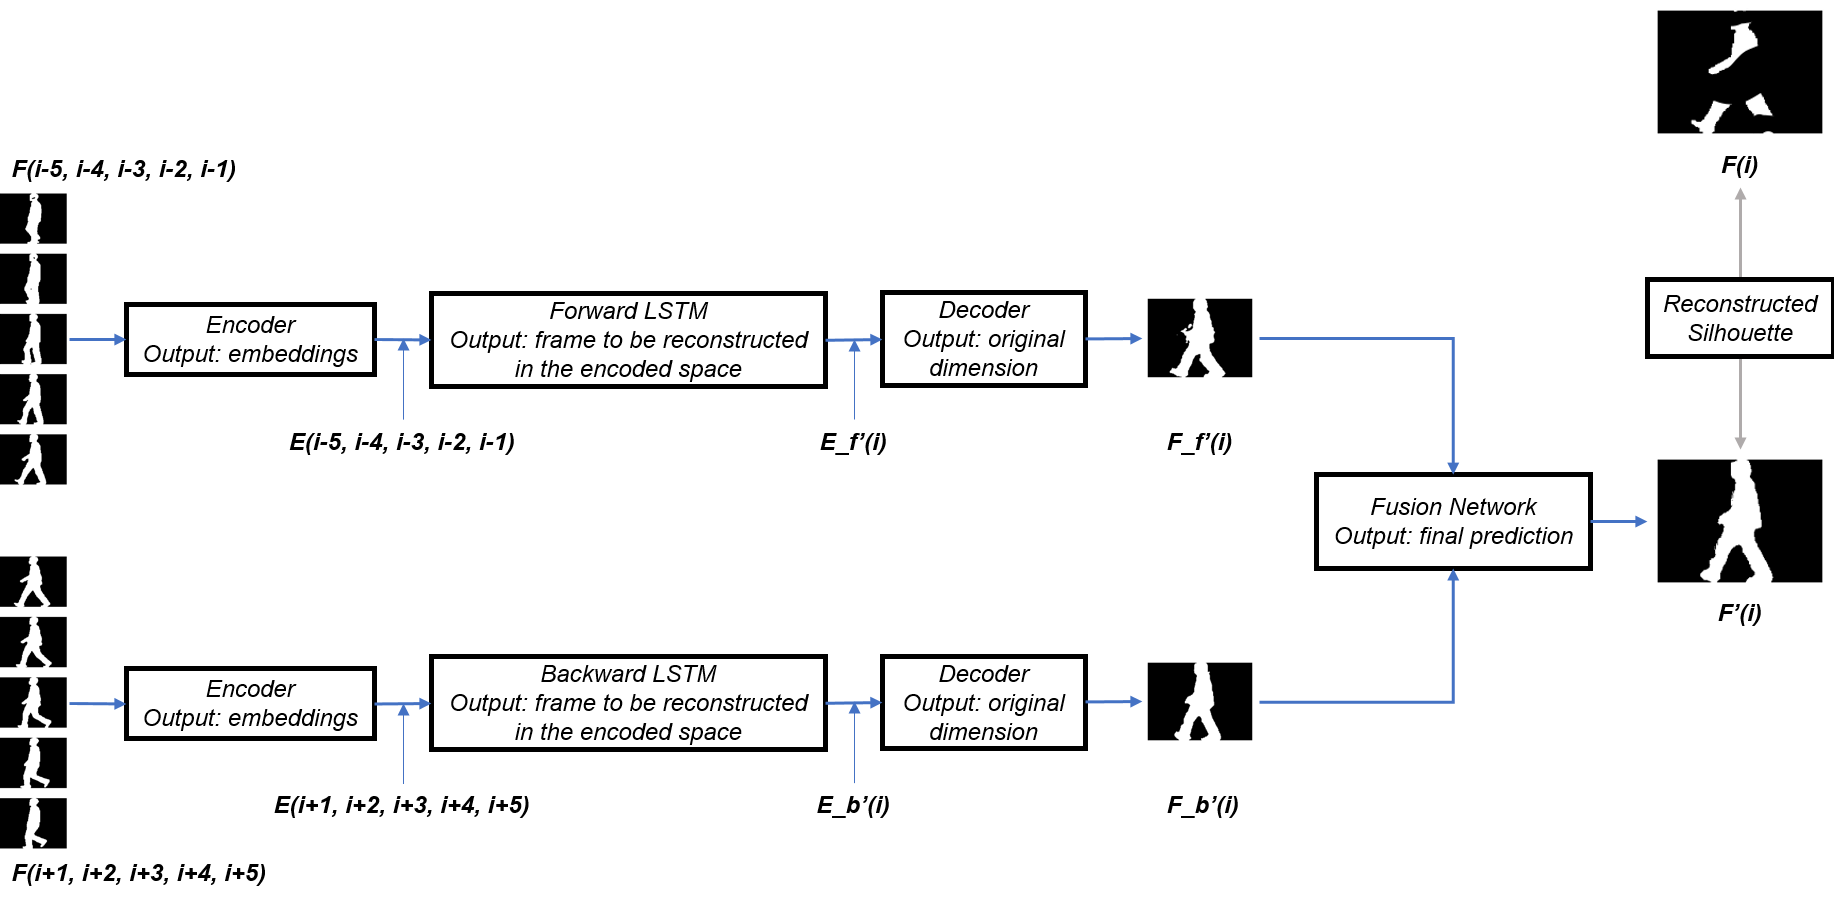 F(i)
F(i-5, i-4, i-3, i-2, i-1)
Encoder
Output: embeddings
Forward LSTM
Output: frame to be reconstructed
in the encoded space
Decoder
Output: original
dimension
Reconstructed
Silhouette
E(i-5, i-4, i-3, i-2, i-1)
E_f’(i)
F_f’(i)
Fusion Network
Output: final prediction
F’(i)
Encoder
Output: embeddings
Backward LSTM
Output: frame to be reconstructed
in the encoded space
Decoder
Output: original
dimension
E(i+1, i+2, i+3, i+4, i+5)
E_b’(i)
F_b’(i)
F(i+1, i+2, i+3, i+4, i+5)